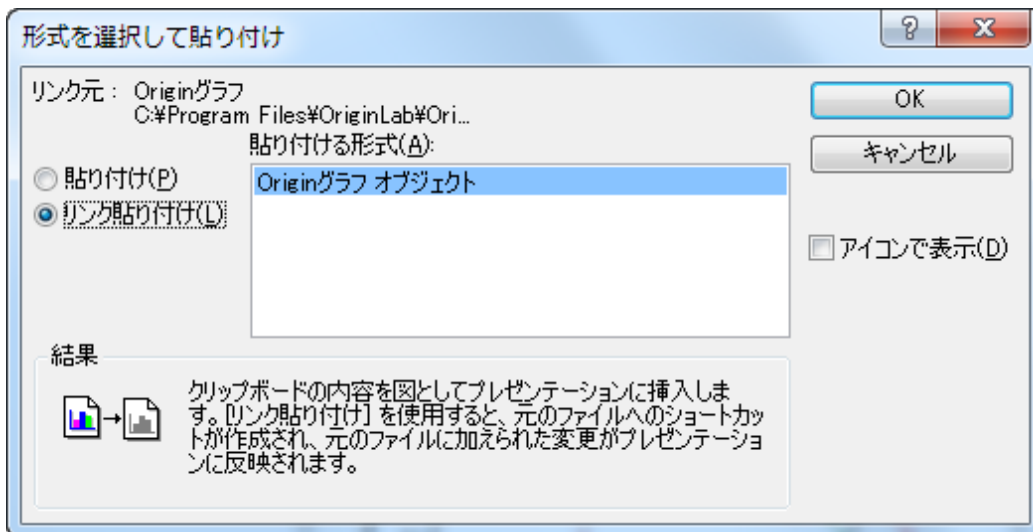 形式を選択して貼り付け
リンク元： Originグラフ
C:¥Program Files¥OriginLab¥Ori...
貼り付ける形式(A):
貼り付け(P)
リンク貼り付け(L)
Originグラフ オブジェクト
OK
キャンセル
アイコンで表示(D)
結果
クリップボードの内容を図としてプレゼンテーションに挿入しま
す。[リンク貼り付け] を使用すると、元のファイルへのショートカッ
トが作成され、元のファイルに加えられた変更がプレゼンテーショ
ンに反映されます。